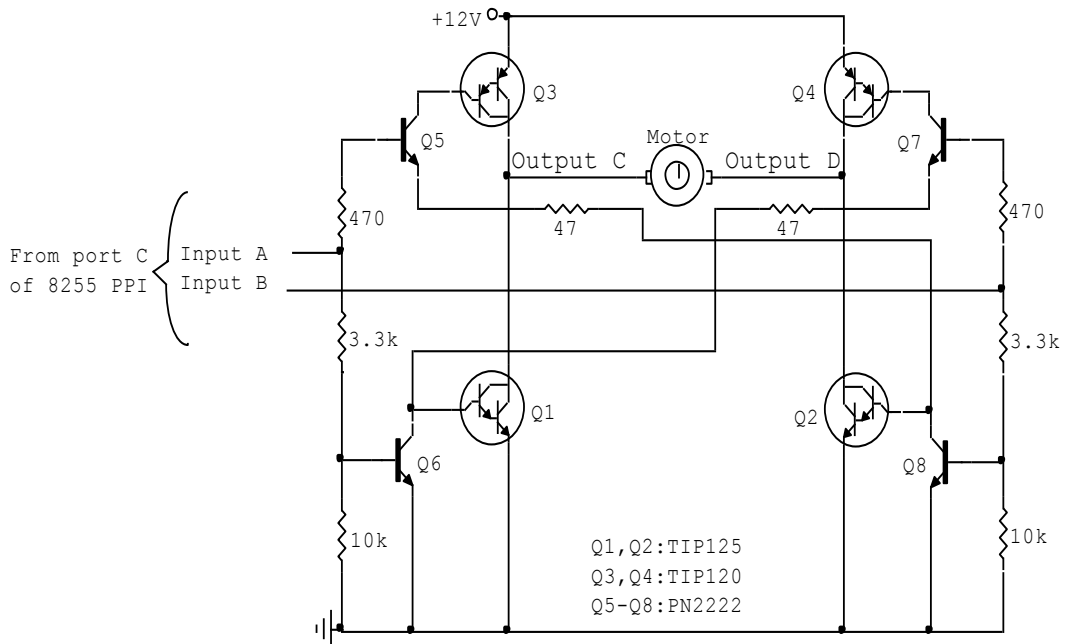 +12V
Q3
Q4
Q5
Motor
Q7
Output C
Output D
470
47
47
470
From port C
of 8255 PPI
Input A
Input B
3.3k
3.3k
Q1
Q2
Q6
Q8
10k
10k
Q1,Q2:TIP125
Q3,Q4:TIP120
Q5-Q8:PN2222